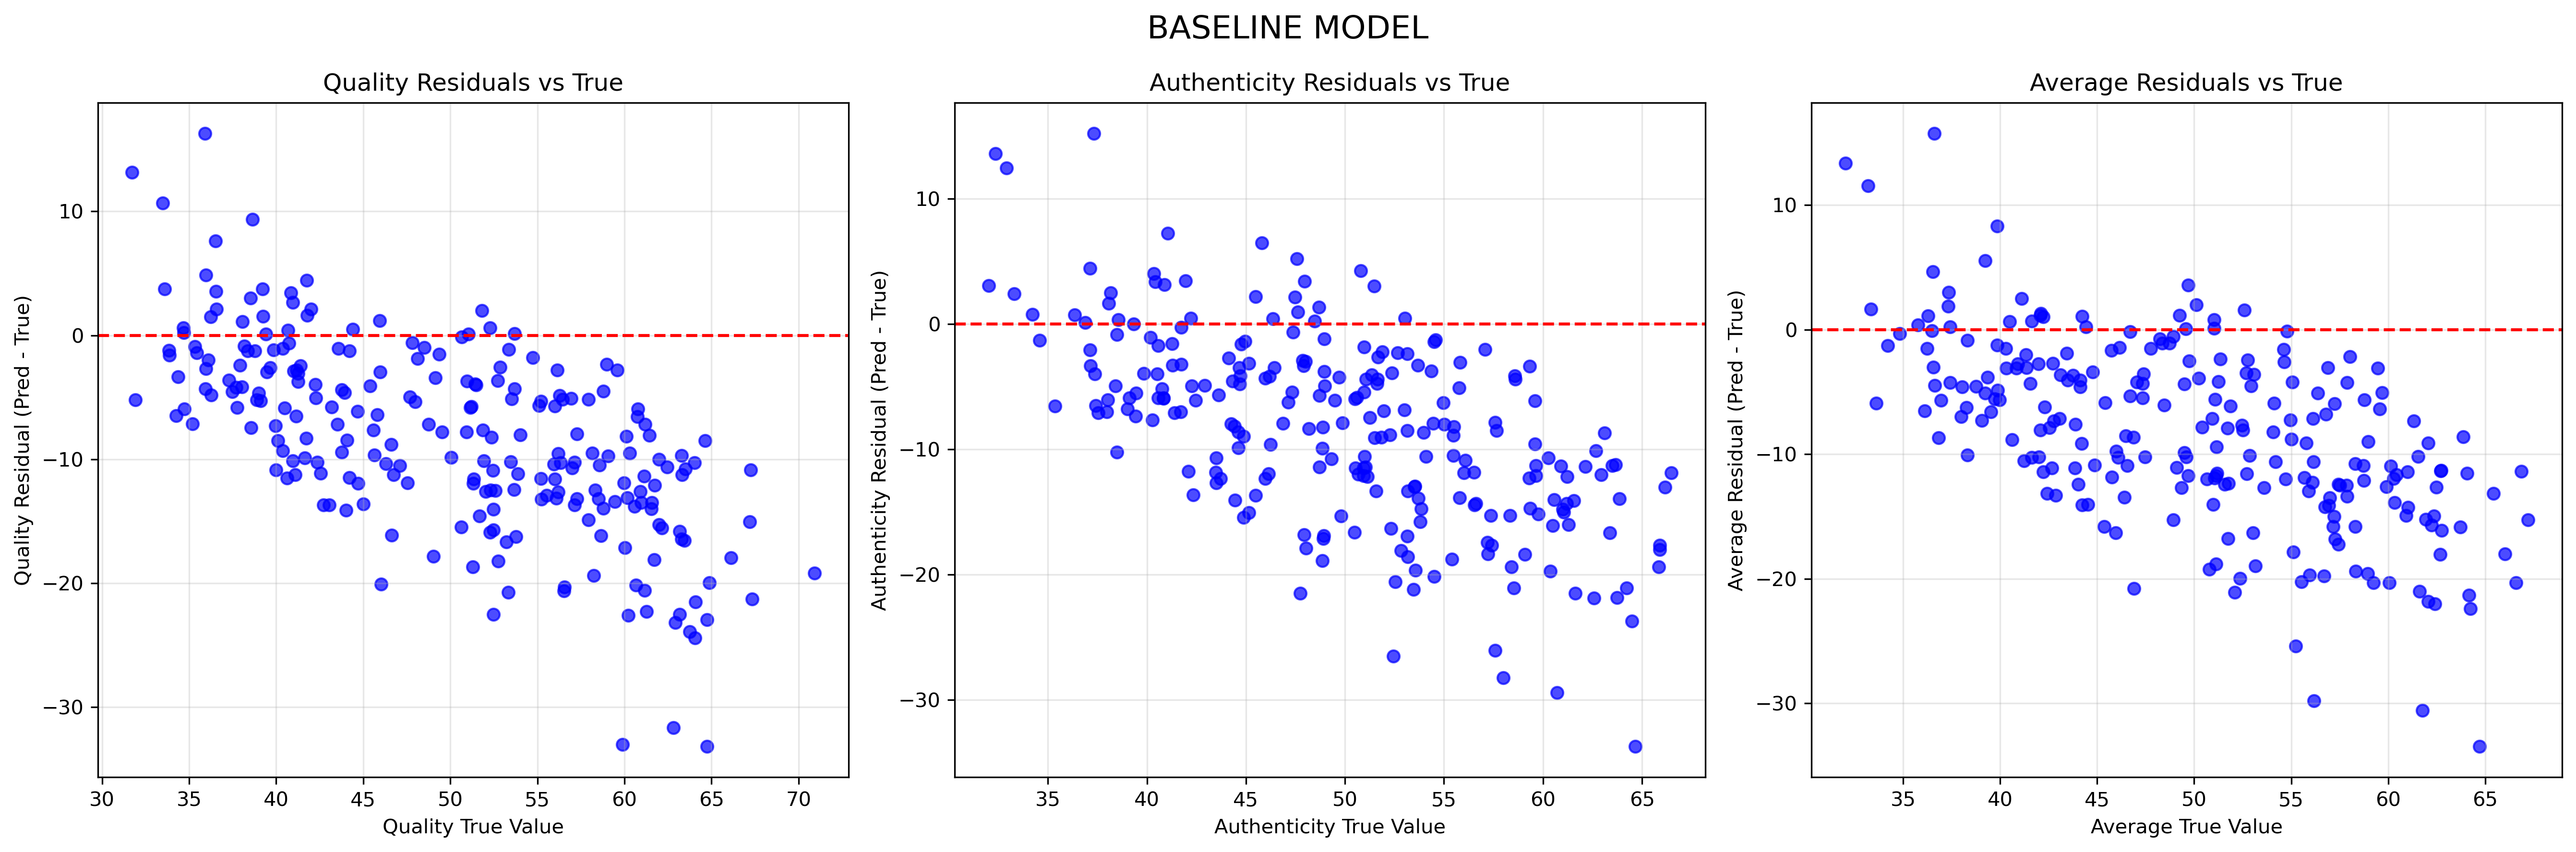 BASELINE MODEL
Quality Residuals vs True
Quality Residual (Pred - True)
10
0
−10
−20
−30
30 35 40 45 50 55 60 65 70
Quality True Value
Authenticity Residuals vs True
Authenticity Residual (Pred - True)
10
0
−10
−20
−30
35 40 45 50 55 60 65
Authenticity True Value
Average Residuals vs True
Average Residual (Pred - True)
10
0
−10
−20
−30
35 40 45 50 55 60 65
Average True Value